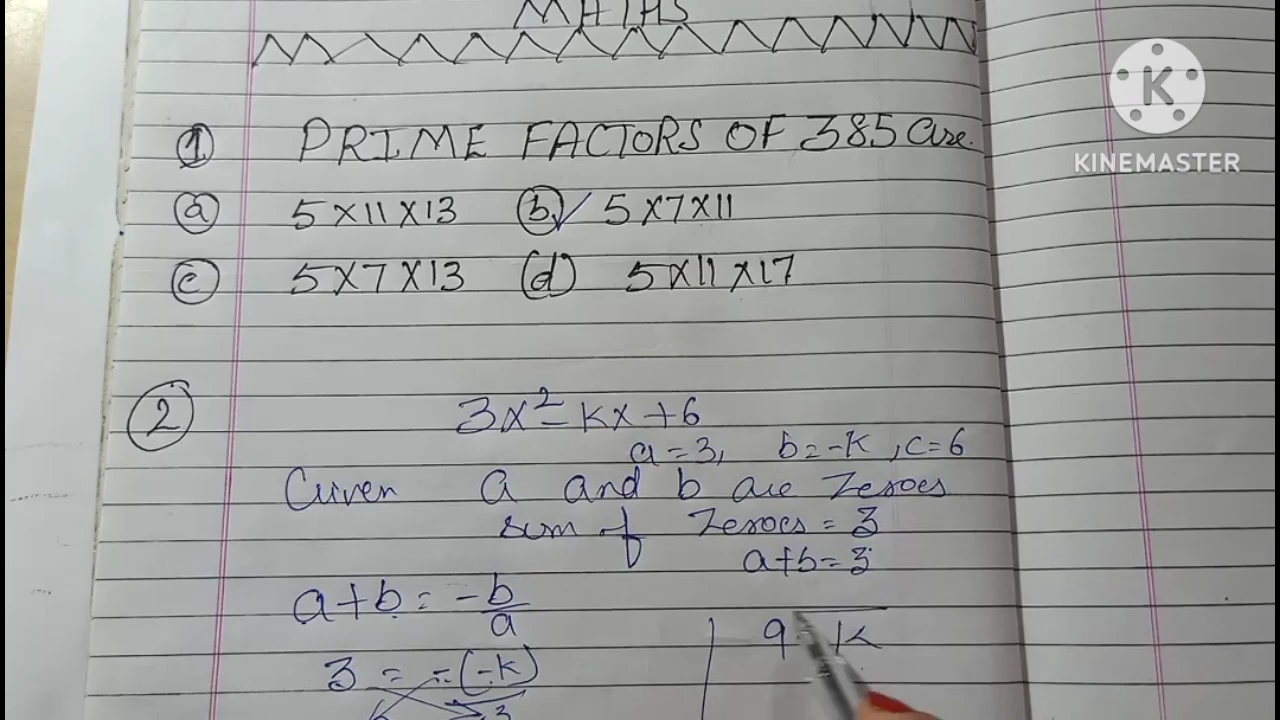 MATHS
K
KINEMASTER
1 PRIME FACTORS OF 385 are.
a 5×11×13 b ✓ 5×7×11
c 5×7×13 (d) 5×11×17
2 3x² - kx + 6
a = 3, b = -k, c = 6
Given a and b are zeroes
sum of zeroes = 3
a+b = 3
a+b = -b/a
9 = k
3 = -(-k)/3